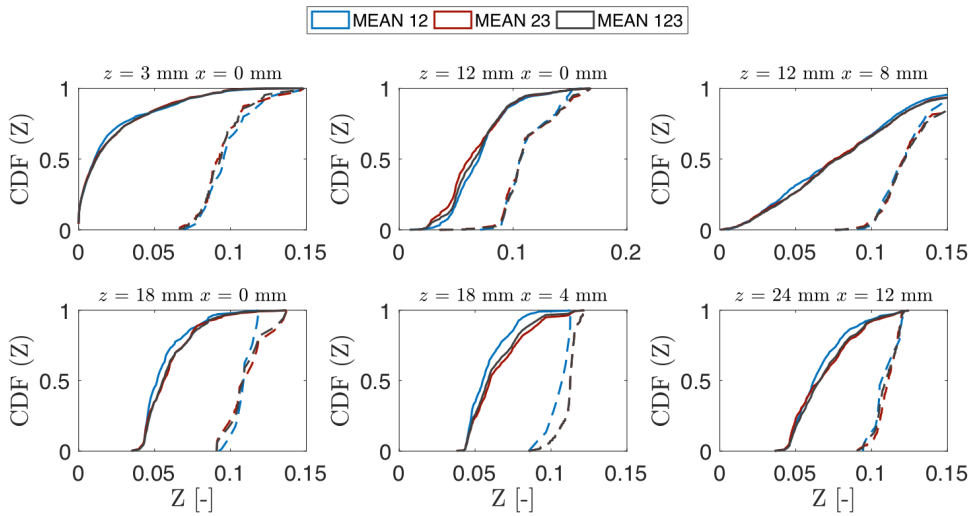 MEAN 12 MEAN 23 MEAN 123
z = 3 mm x = 0 mm
CDF (Z)
1
0.5
0
0 0.05 0.1 0.15
z = 12 mm x = 0 mm
CDF (Z)
1
0.5
0
0.1 0.2
z = 12 mm x = 8 mm
CDF (Z)
1
0.5
0
0 0.05 0.1 0.15
z = 18 mm x = 0 mm
CDF (Z)
1
0.5
0
0 0.05 0.1 0.15
Z [-]
z = 18 mm x = 4 mm
CDF (Z)
1
0.5
0
0 0.05 0.1 0.15
Z [-]
z = 24 mm x = 12 mm
CDF (Z)
1
0.5
0
0 0.05 0.1 0.15
Z [-]